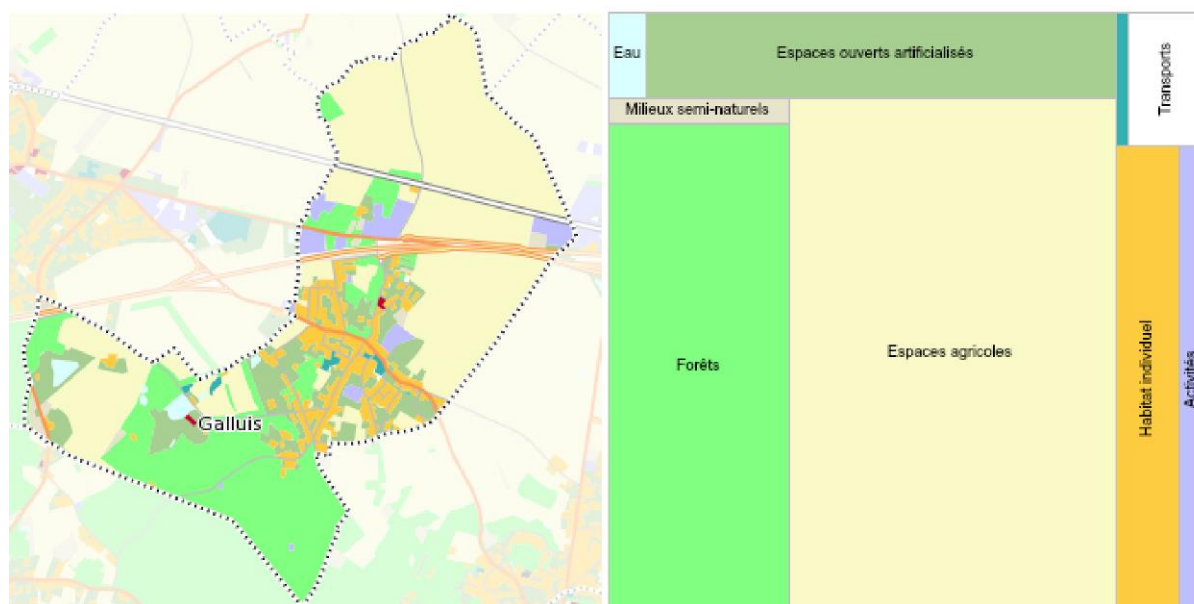 Galluis
Eau
Espaces ouverts artificialisés
Transports
Milieux semi-naturels
Forêts
Espaces agricoles
Habitat individuel
Activités